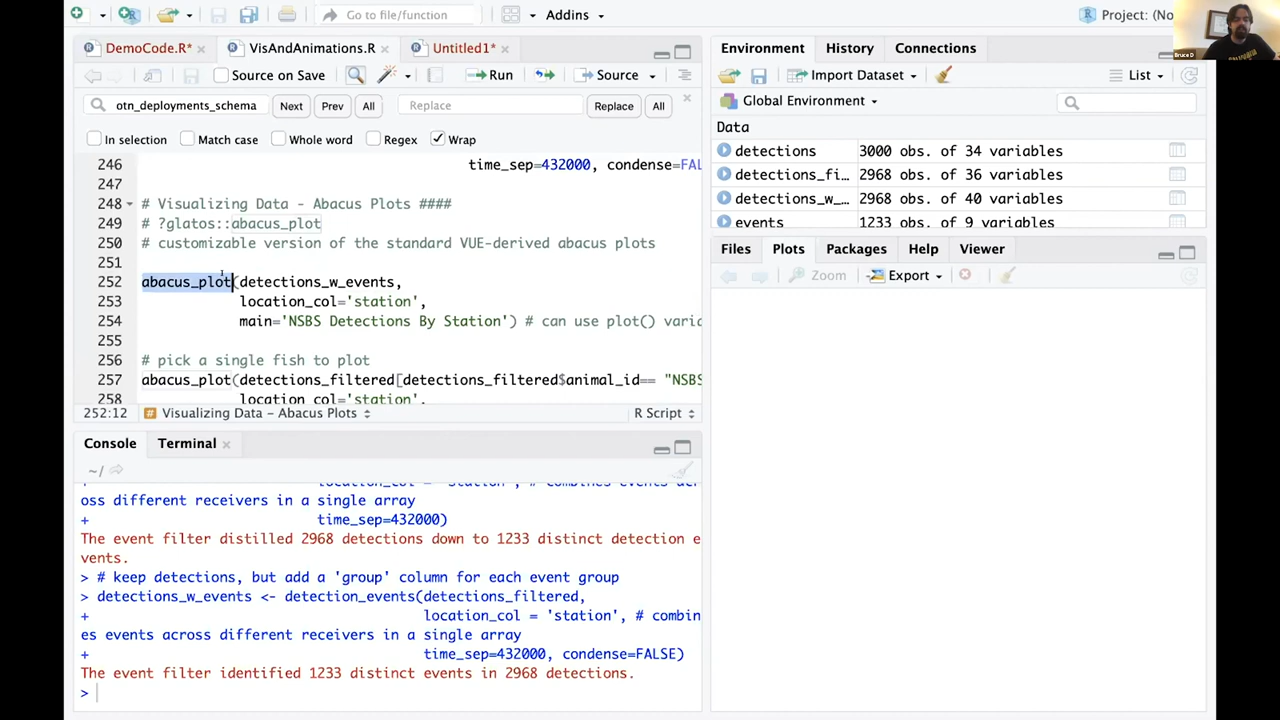 Go to file/function
Addins
Project: (No
DemoCode.R*
VisAndAnimations.R
Untitled1*
Source on Save
Run
Source
otn_deployments_schema
Next
Prev
All
Replace
Replace
All
In selection
Match case
Whole word
Regex
Wrap
246 time_sep=432000, condense=FAL
247
248 # Visualizing Data - Abacus Plots ####
249 # ?glatos::abacus_plot
250 # customizable version of the standard VUE-derived abacus plots
251
252 abacus_plot(detections_w_events,
253 location_col='station',
254 main='NSBS Detections By Station') # can use plot() varia
255
256 # pick a single fish to plot
257 abacus_plot(detections_filtered[detections_filtered$animal_id== "NSBS
258 location_col='station',
252:12 Visualizing Data - Abacus Plots R Script
Console Terminal
~/
+ location_col = 'station', # combines events acr
oss different receivers in a single array
+ time_sep=432000)
The event filter distilled 2968 detections down to 1233 distinct detection e
vents.
> # keep detections, but add a 'group' column for each event group
> detections_w_events <- detection_events(detections_filtered,
+ location_col = 'station', # combin
es events across different receivers in a single array
+ time_sep=432000, condense=FALSE)
The event filter identified 1233 distinct events in 2968 detections.
>
Environment History Connections
Import Dataset
List
Global Environment
Data
detections 3000 obs. of 34 variables
detections_fi... 2968 obs. of 36 variables
detections_w_... 2968 obs. of 40 variables
events 1233 obs. of 9 variables
Files Plots Packages Help Viewer
Zoom
Export
Bruce D